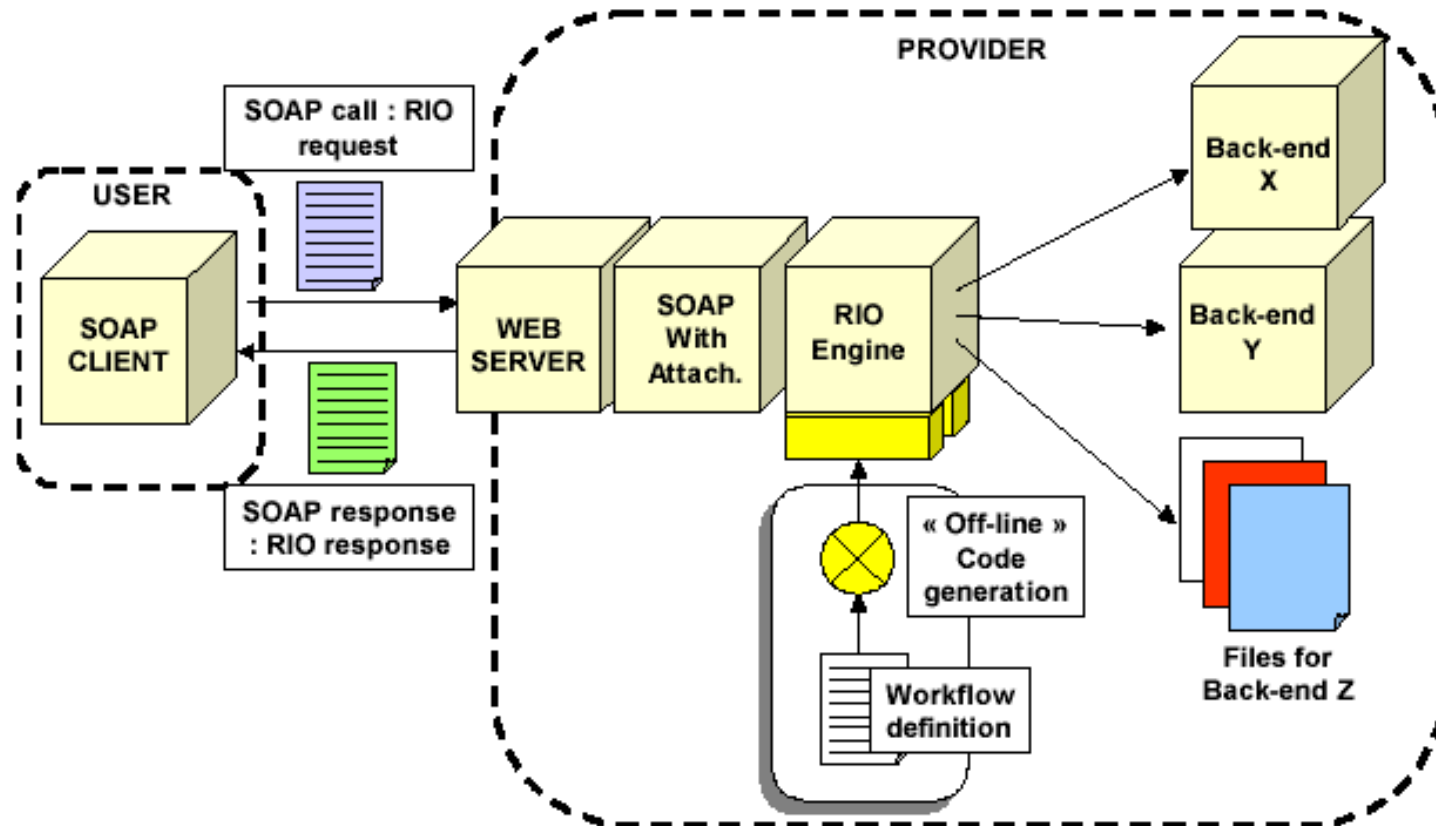 PROVIDER
SOAP call : RIO
request
USER
SOAP
CLIENT
WEB
SERVER
SOAP
With
Attach.
RIO
Engine
Back-end
X
Back-end
Y
SOAP response
: RIO response
« Off-line »
Code
generation
Workflow
definition
Files for
Back-end Z